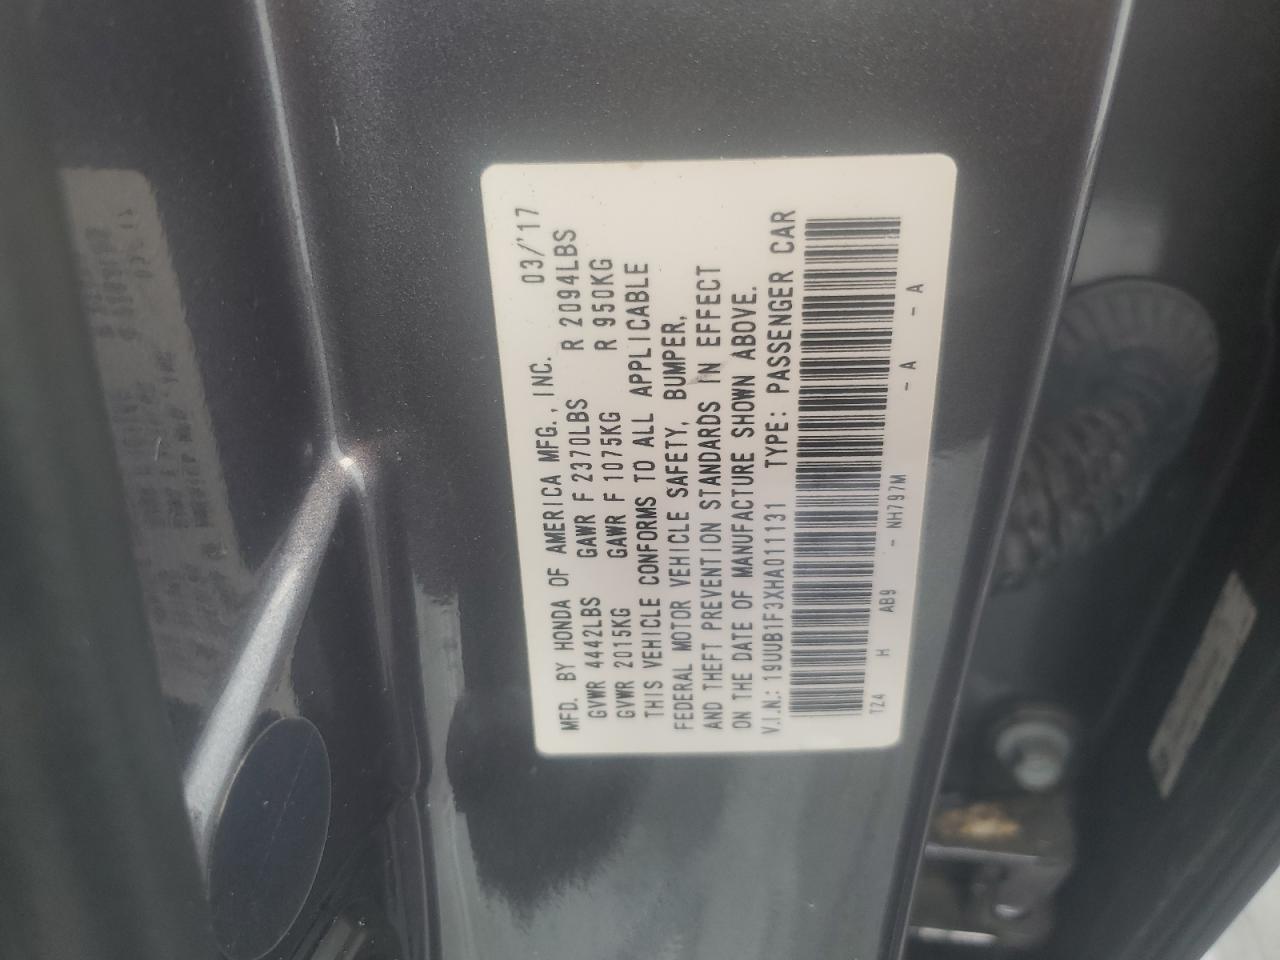 MFD. BY HONDA OF AMERICA MFG., INC. 03/'17
GVWR 4442LBS GAWR F 2370LBS R 2094LBS
GVWR 2015KG GAWR F 1075KG R 950KG
THIS VEHICLE CONFORMS TO ALL APPLICABLE
FEDERAL MOTOR VEHICLE SAFETY, BUMPER,
AND THEFT PREVENTION STANDARDS IN EFFECT
ON THE DATE OF MANUFACTURE SHOWN ABOVE.
V.I.N.: 19UUB1F3XHA011131 TYPE: PASSENGER CAR
TZ4 H AB9 - NH797M - A - A